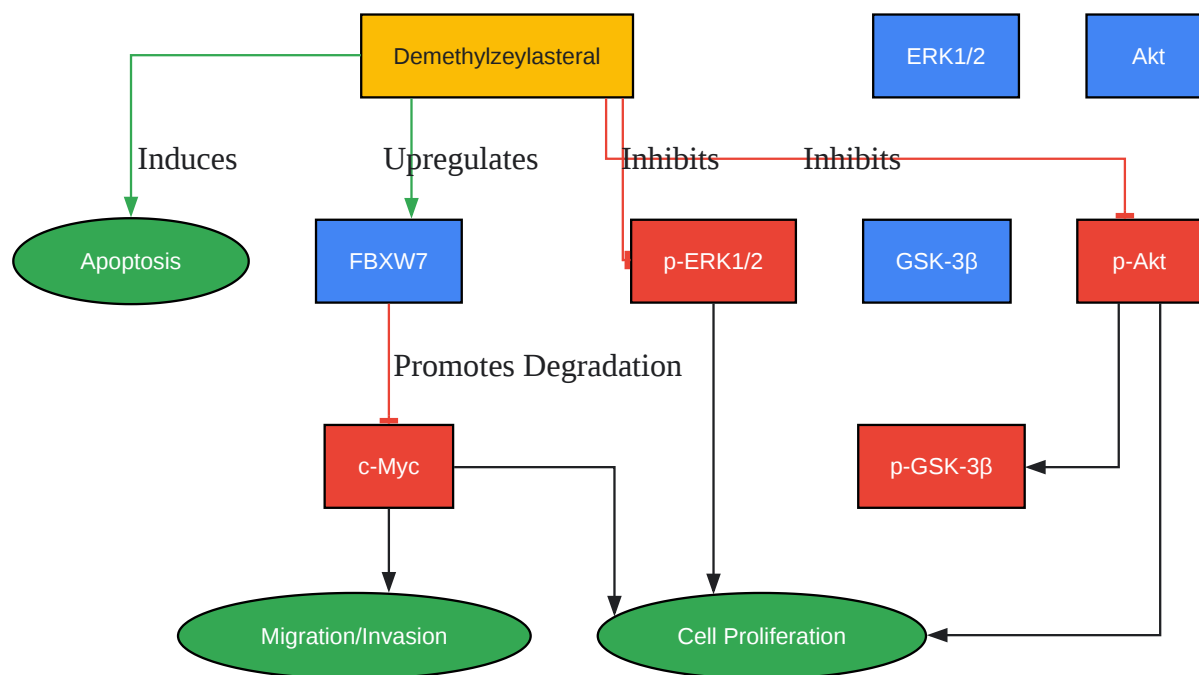 Demethylzeylasteral
ERK1/2
Akt
Induces
Upregulates
Inhibits
Inhibits
Apoptosis
FBXW7
p-ERK1/2
GSK-3β
p-Akt
Promotes Degradation
c-Myc
p-GSK-3β
Migration/Invasion
Cell Proliferation